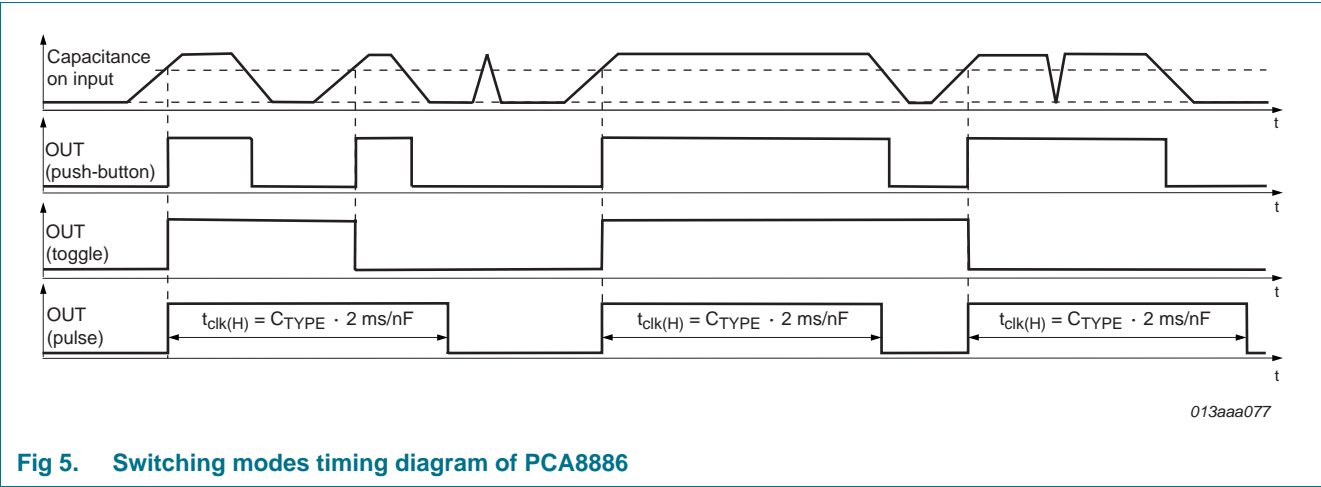 Capacitance
on input
t
OUT
(push-button)
t
OUT
(toggle)
t
OUT
(pulse)
tclk(H) = CTYPE · 2 ms/nF
tclk(H) = CTYPE · 2 ms/nF
tclk(H) = CTYPE · 2 ms/nF
t
013aaa077
Fig 5. Switching modes timing diagram of PCA8886